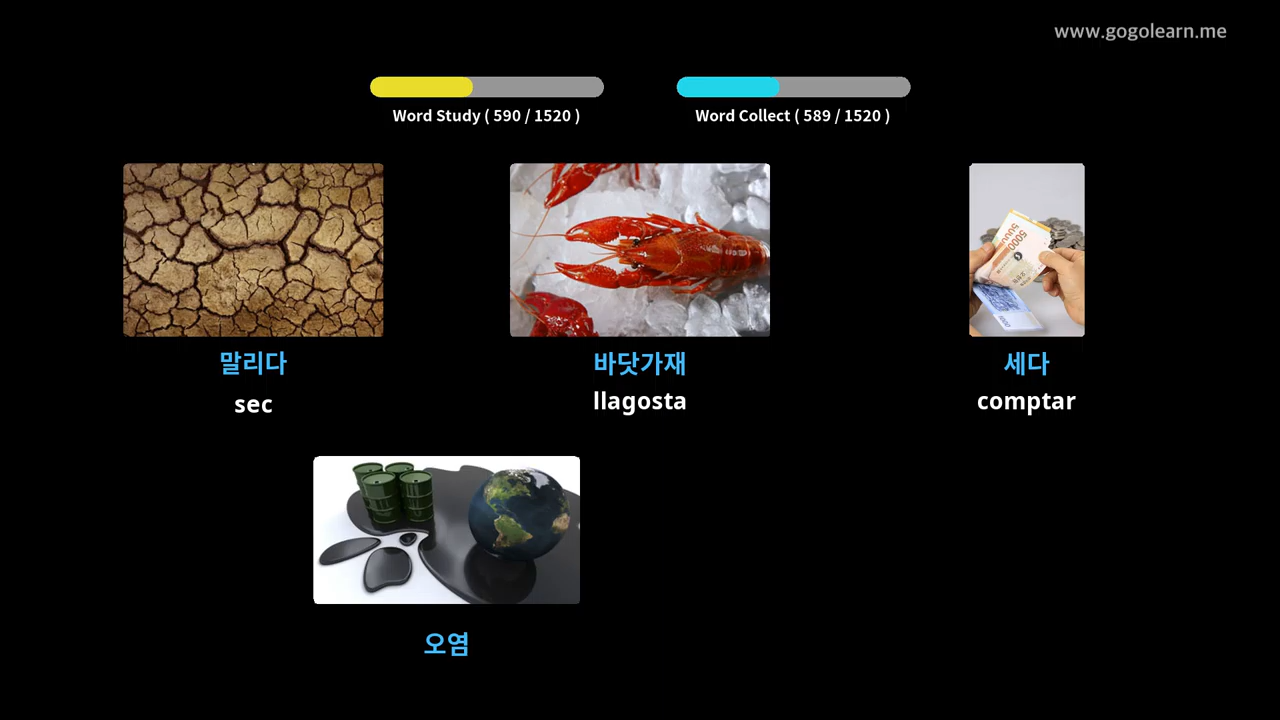 www.gogolearn.me
Word Study ( 590 / 1520 )
Word Collect ( 589 / 1520 )
말리다
sec
바닷가재
llagosta
세다
comptar
오염